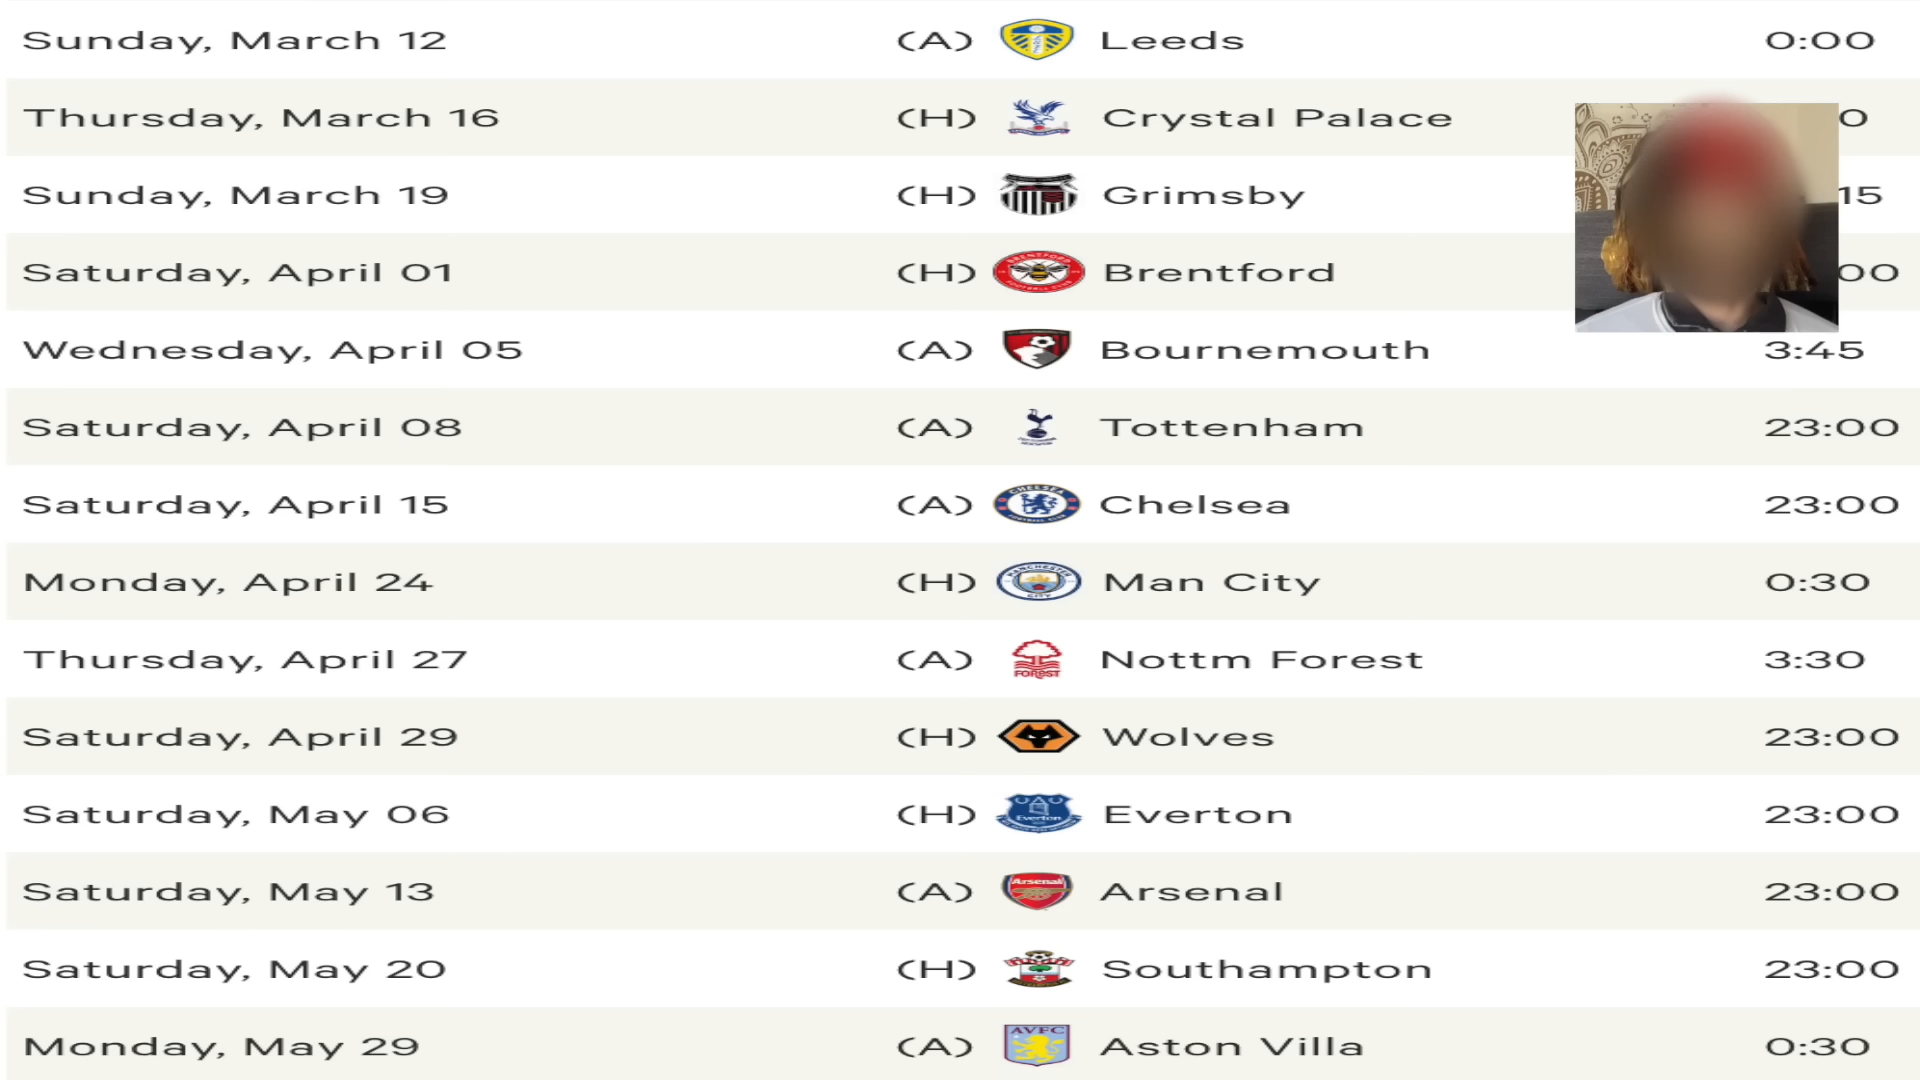 Sunday, March 12 (A) Leeds 0:00
Thursday, March 16 (H) Crystal Palace 0
Sunday, March 19 (H) Grimsby 15
Saturday, April 01 (H) Brentford 00
Wednesday, April 05 (A) Bournemouth 3:45
Saturday, April 08 (A) Tottenham 23:00
Saturday, April 15 (A) Chelsea 23:00
Monday, April 24 (H) Man City 0:30
Thursday, April 27 (A) Nottm Forest 3:30
Saturday, April 29 (H) Wolves 23:00
Saturday, May 06 (H) Everton 23:00
Saturday, May 13 (A) Arsenal 23:00
Saturday, May 20 (H) Southampton 23:00
Monday, May 29 (A) Aston Villa 0:30